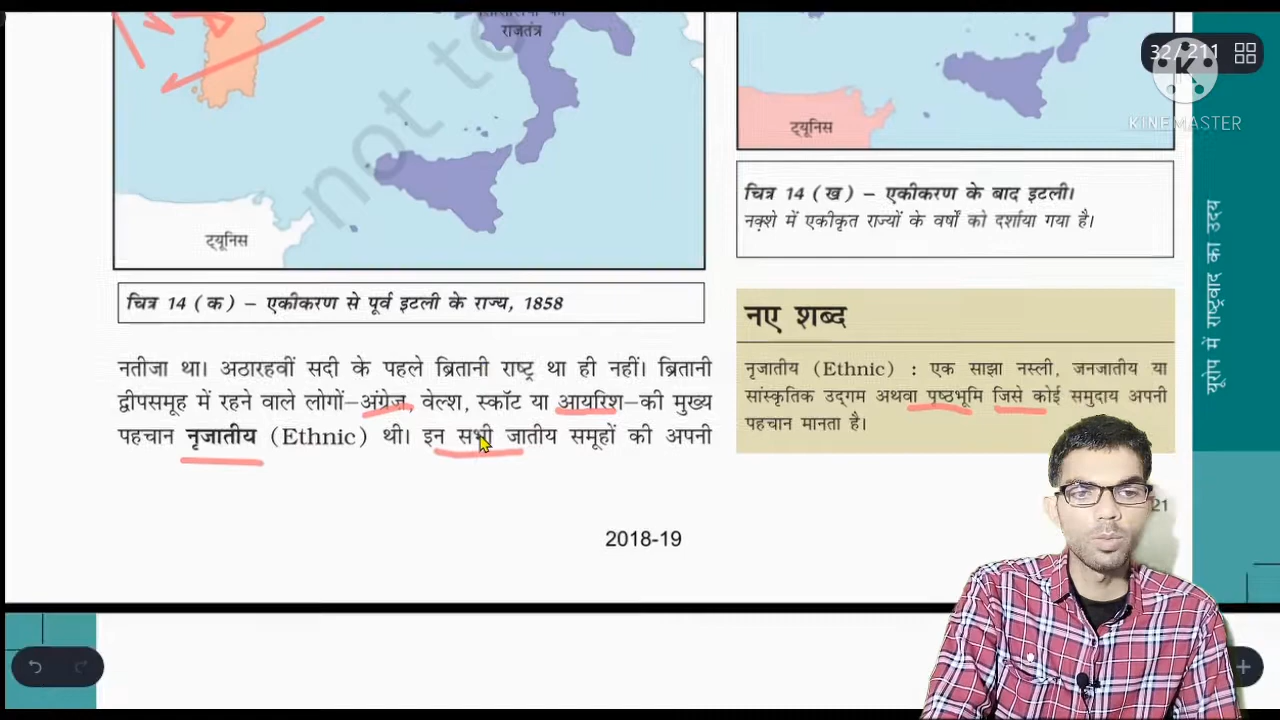 राजतंत्र
not to
ट्यूनिस
चित्र 14 (क) – एकीकरण से पूर्व इटली के राज्य, 1858
नतीजा था। अठारहवीं सदी के पहले ब्रितानी राष्ट्र था ही नहीं। ब्रितानी
द्वीपसमूह में रहने वाले लोगों–अंग्रेज, वेल्श, स्कॉट या आयरिश–की मुख्य
पहचान नृजातीय (Ethnic) थी। इन सभी जातीय समूहों की अपनी
ट्यूनिस
चित्र 14 (ख) – एकीकरण के बाद इटली।
नक़्शे में एकीकृत राज्यों के वर्षों को दर्शाया गया है।
नए शब्द
नृजातीय (Ethnic) : एक साझा नस्ली, जनजातीय या
सांस्कृतिक उद्गम अथवा पृष्ठभूमि जिसे कोई समुदाय अपनी
पहचान मानता है।
21
2018-19
यूरोप में राष्ट्रवाद का उदय
32/211
K
KINEMASTER